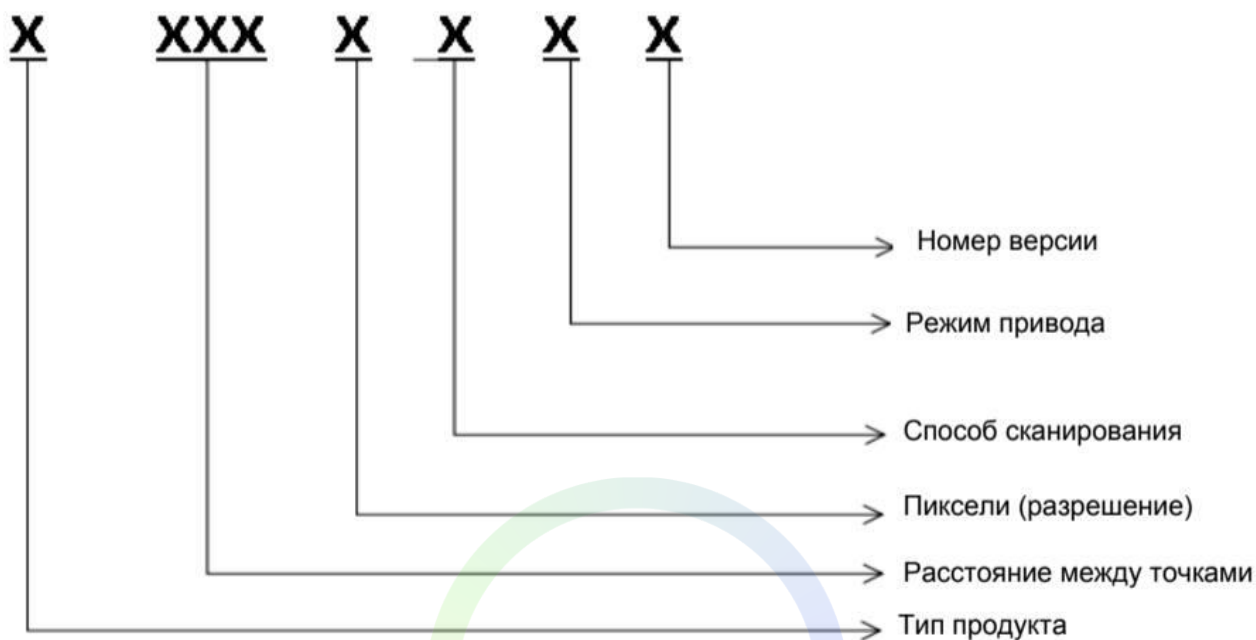 X XXX X X X X
Номер версии
Режим привода
Способ сканирования
Пиксели (разрешение)
Расстояние между точками
Тип продукта